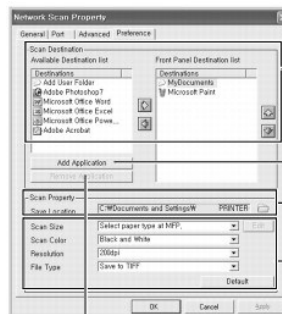 Network Scan Property
General Port Advanced Preference
Scan Destination
Available Destination list Front Panel Destination list
Destinations Destinations
Add User Folder MyDocuments
Adobe Photoshop? Microsoft Paint
Microsoft Office Word
Microsoft Office Excel
Microsoft Office Powe...
Adobe Acrobat
Add Application
Remove Application
Scan Property
Save Location C:₩Documents and Settings₩ PRINTER
Scan Size Select paper type at MFP, Edit
Scan Color Black and White
Resolution 200dpi
File Type Save to TIFF
Default
OK Cancel Apply